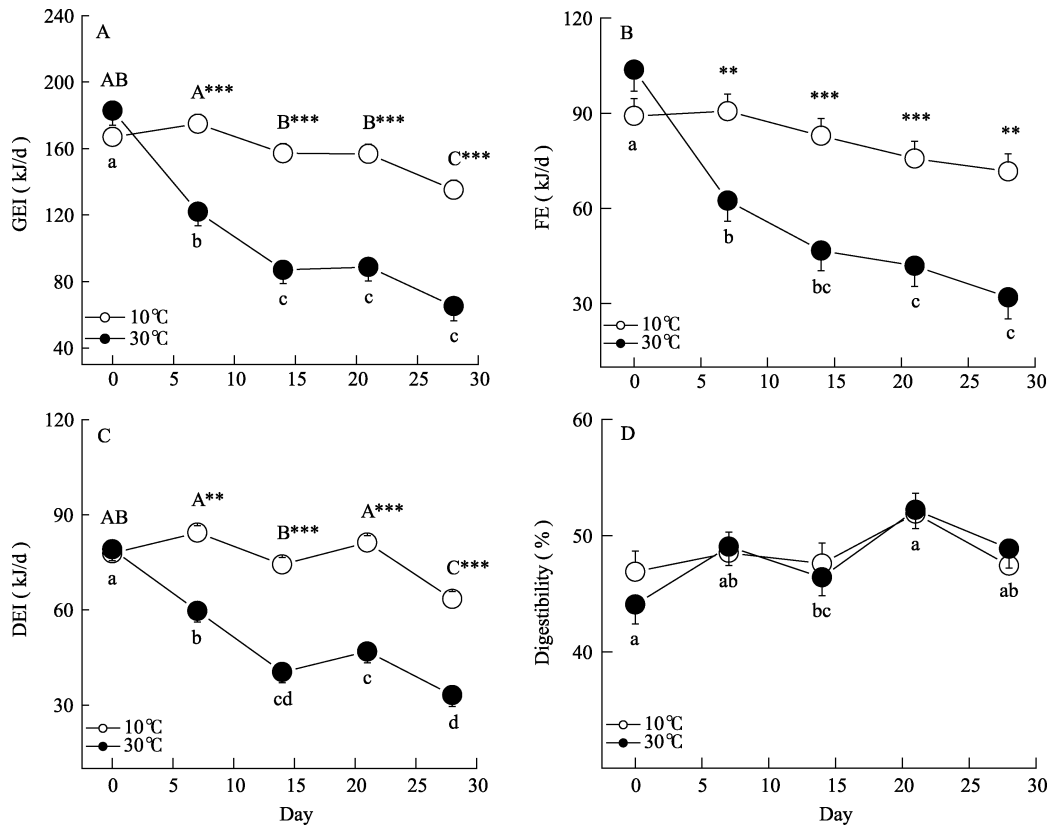 A
GEI ( kJ/d )
240
200
160
120
80
40
AB
A***
B***
B***
C***
a
b
c
c
c
10℃
30℃
0
5
10
15
20
25
30
B
FE ( kJ/d )
120
90
60
30
**
***
***
**
a
b
bc
c
c
10℃
30℃
0
5
10
15
20
25
30
C
DEI ( kJ/d )
120
90
60
30
AB
A**
B***
A***
C***
a
b
cd
c
d
10℃
30℃
0
5
10
15
20
25
30
Day
D
Digestibility ( % )
60
50
40
a
ab
bc
a
ab
10℃
30℃
0
5
10
15
20
25
30
Day